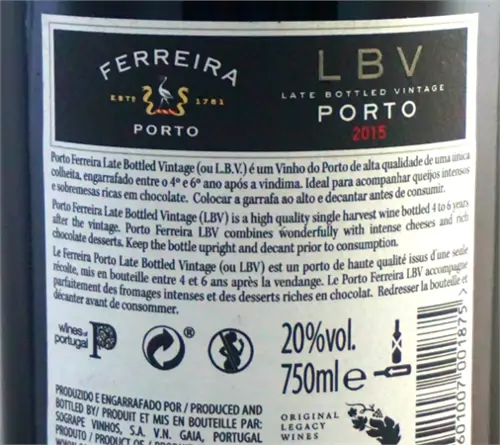 FERREIRA
ESTD 1751
PORTO
LBV
LATE BOTTLED VINTAGE
PORTO
2015
Porto Ferreira Late Bottled Vintage (ou L.B.V.) é um Vinho do Porto de alta qualidade de uma única
colheita, engarrafado entre o 4º e 6º ano após a vindima. Ideal para acompanhar queijos intensos
e sobremesas ricas em chocolate. Colocar a garrafa ao alto e decantar antes de consumir.
Porto Ferreira Late Bottled Vintage (LBV) is a high quality single harvest wine bottled 4 to 6 years
after the vintage. Porto Ferreira LBV combines wonderfully with intense cheeses and rich
chocolate desserts. Keep the bottle upright and decant prior to consumption.
Le Ferreira Porto Late Bottled Vintage (ou LBV) est un porto de haute qualité issus d'une seule
récolte, mis en bouteille entre 4 et 6 ans après la vendange. Le Porto Ferreira LBV accompagne
parfaitement des fromages intenses et des desserts riches en chocolat. Redresser la bouteille et
décanter avant de consommer.
wines of
portugal
®
20%vol.
750ml e
PRODUZIDO E ENGARRAFADO POR / PRODUCED AND
BOTTLED BY/ PRODUIT ET MIS EN BOUTEILLE PAR:
SOGRAPE VINHOS, S.A., V.N. GAIA, PORTUGAL
PRODUTO / PRODUCT OF / PRODUIT
ORIGINAL
LEGACY
WINES